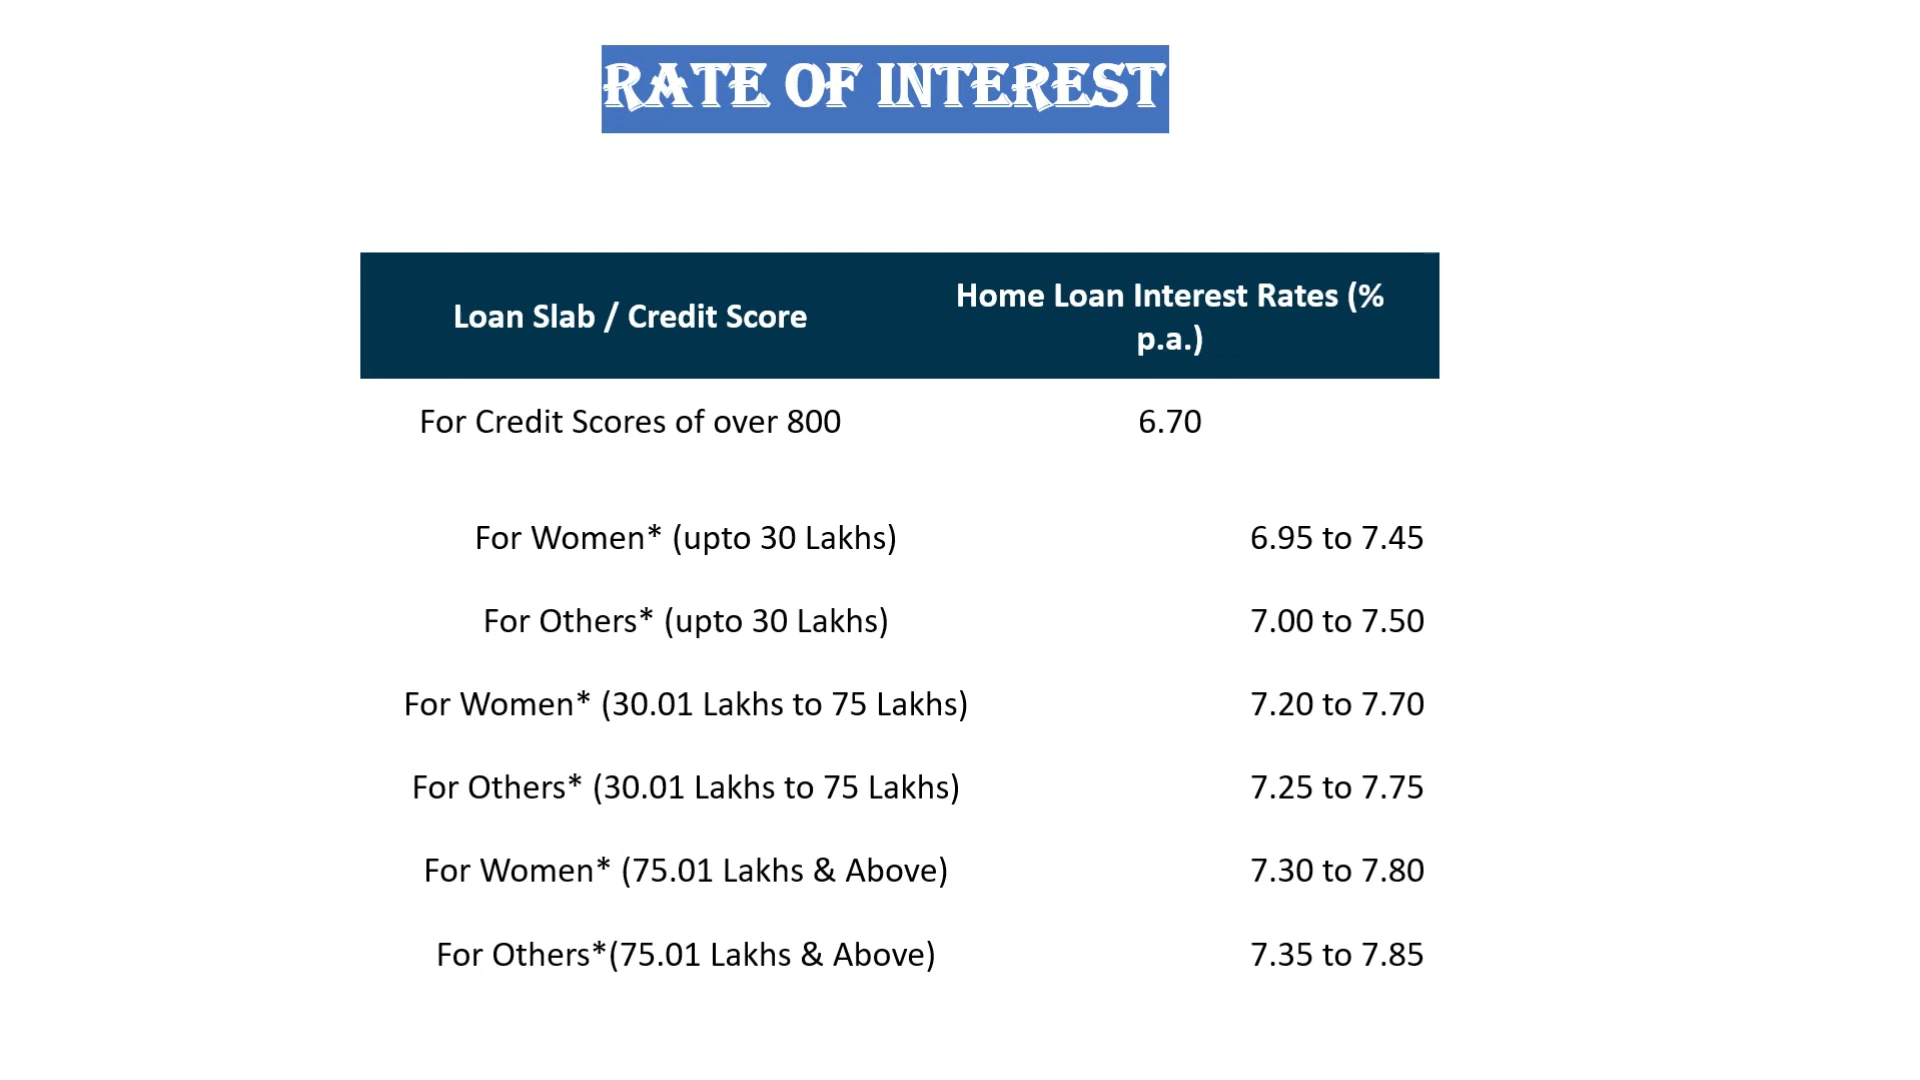 RATE OF INTEREST
Loan Slab / Credit Score
Home Loan Interest Rates (%
p.a.)
For Credit Scores of over 800 6.70
For Women* (upto 30 Lakhs) 6.95 to 7.45
For Others* (upto 30 Lakhs) 7.00 to 7.50
For Women* (30.01 Lakhs to 75 Lakhs) 7.20 to 7.70
For Others* (30.01 Lakhs to 75 Lakhs) 7.25 to 7.75
For Women* (75.01 Lakhs & Above) 7.30 to 7.80
For Others*(75.01 Lakhs & Above) 7.35 to 7.85